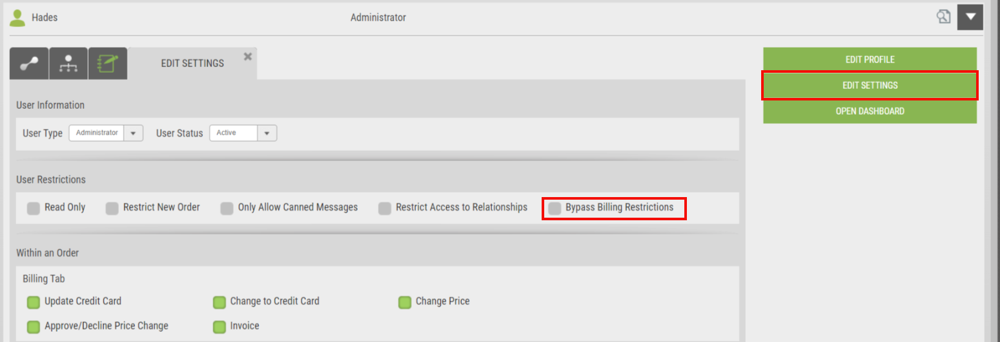 Hades Administrator
EDIT SETTINGS
EDIT PROFILE
EDIT SETTINGS
OPEN DASHBOARD
User Information
User Type Administrator User Status Active
User Restrictions
Read Only Restrict New Order Only Allow Canned Messages Restrict Access to Relationships Bypass Billing Restrictions
Within an Order
Billing Tab
Update Credit Card Change to Credit Card Change Price
Approve/Decline Price Change Invoice